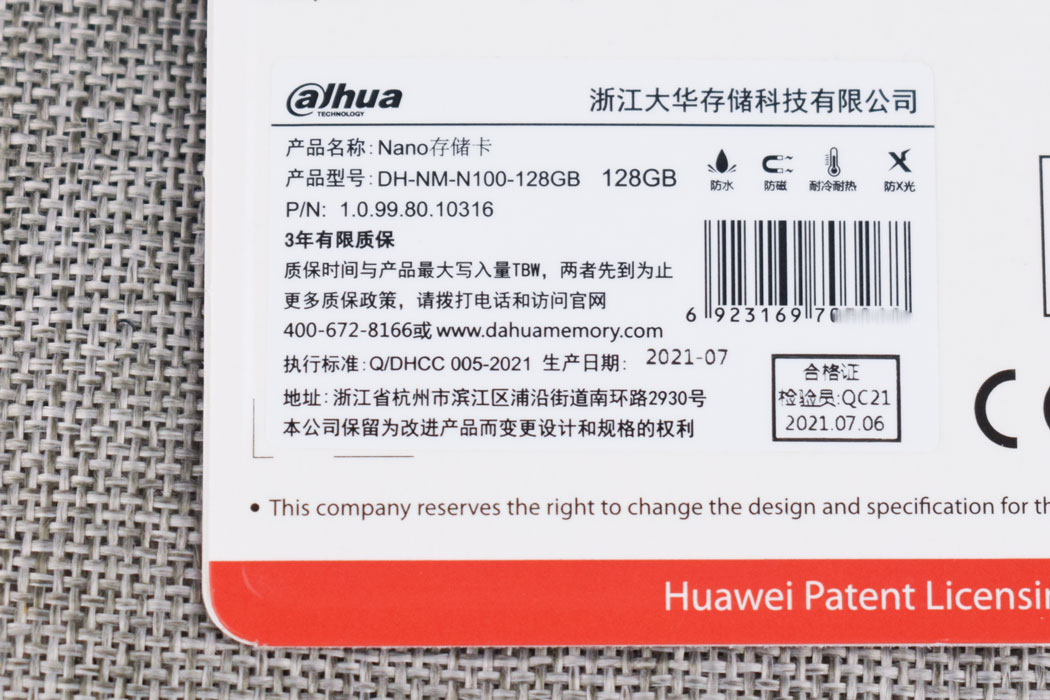 alhua
TECHNOLOGY
浙江大华存储科技有限公司
产品名称：Nano存储卡
产品型号：DH-NM-N100-128GB 128GB
防水 防磁 耐冷耐热 防X光
P/N: 1.0.99.80.10316
3年有限质保
质保时间与产品最大写入量TBW，两者先到为止
更多质保政策，请拨打电话和访问官网
400-672-8166或 www.dahuamemory.com
6 923169 70
执行标准：Q/DHCC 005-2021 生产日期： 2021-07
地址：浙江省杭州市滨江区浦沿街道南环路2930号
本公司保留为改进产品而变更设计和规格的权利
合格证
检验员:QC21
2021.07.06
CE
• This company reserves the right to change the design and specification for
Huawei Patent